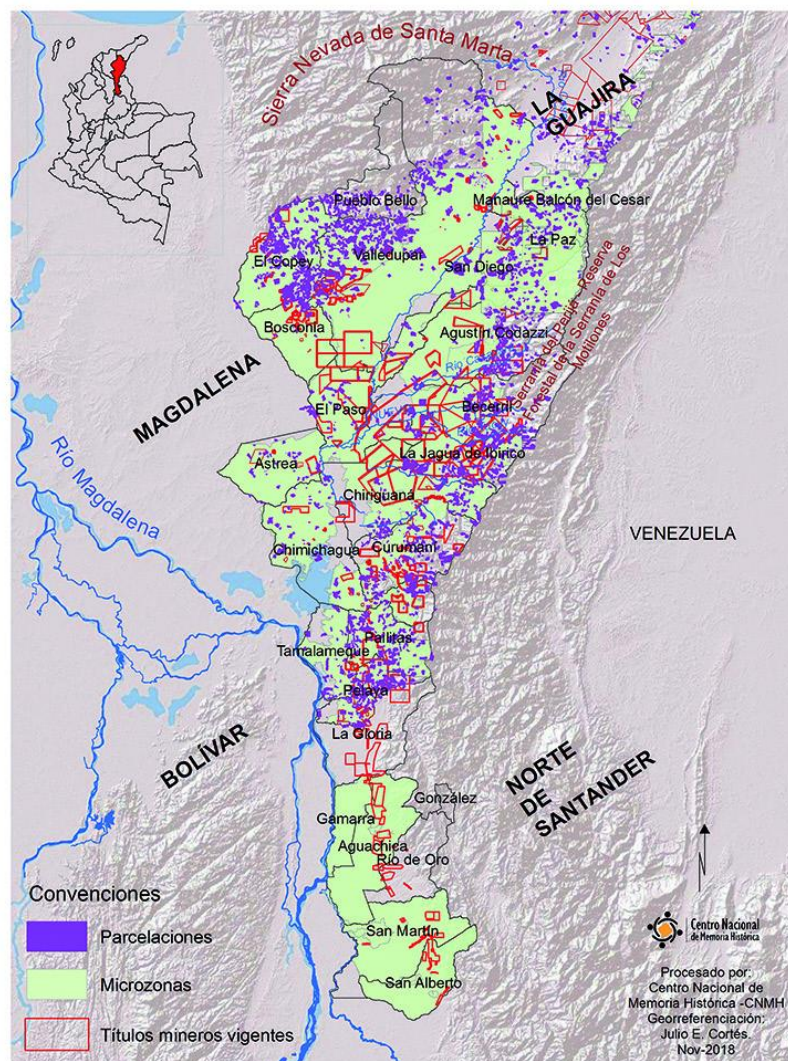 Sierra Nevada de Santa Marta
LA
GUAJIRA
Pueblo Bello
Manaure Balcón del Cesar
La Paz
El Copey
Valledupar
San Diego
Bosconia
Agustín Codazzi
Serranía del Perijá - Reserva
Forestal de la Serranía de Los
Motilones
MAGDALENA
El Paso
Becerril
La Jagua de Ibirico
Astrea
Chiriguaná
Río Magdalena
Chimichagua
Curumaní
VENEZUELA
Pailitas
Tamalameque
Pelaya
La Gloria
BOLÍVAR
NORTE
DE
SANTANDER
González
Gamarra
Aguachica
Río de Oro
San Martín
San Alberto
Convenciones
Parcelaciones
Microzonas
Títulos mineros vigentes
Centro Nacional
de Memoria Histórica
Procesado por:
Centro Nacional de
Memoria Histórica -CNMH
Georreferenciación:
Julio E. Cortés.
Nov-2018